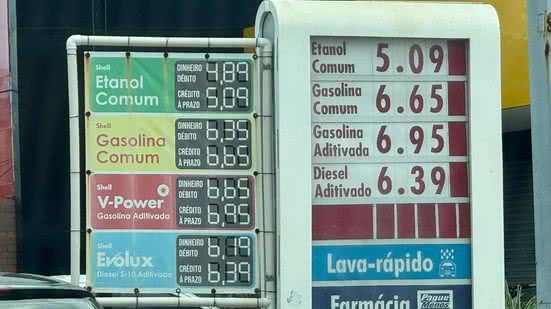 Shell
Etanol
Comum
DINHEIRO
DÉBITO 4,89
CRÉDITO
À PRAZO 5,09
Shell
Gasolina
Comum
DINHEIRO
DÉBITO 6,35
CRÉDITO
À PRAZO 6,65
Shell
V-Power
Gasolina Aditivada
DINHEIRO
DÉBITO 6,65
CRÉDITO
À PRAZO 6,95
Shell
Evolux
Diesel S-10 Aditivado
DINHEIRO
DÉBITO 6,19
CRÉDITO
À PRAZO 6,39
Etanol
Comum 5.09
Gasolina
Comum 6.65
Gasolina
Aditivada 6.95
Diesel
Aditivado 6.39
Lava-rápido
Farmácia Pague Menos